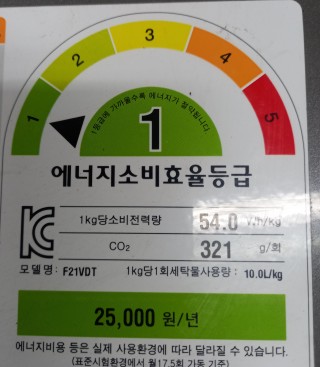 1 2 3 4 5
1등급에 가까울수록 에너지가 절약됩니다.
1
에너지소비효율등급
1kg당소비전력량 54.0 Wh/kg
CO₂ 321 g/회
모델명: F21VDT 1kg당1회세탁물사용량 : 10.0L/kg
25,000 원/년
에너지비용 등은 실제 사용환경에 따라 달라질 수 있습니다.
(표준시험환경에서 월17.5회 가동 기준)